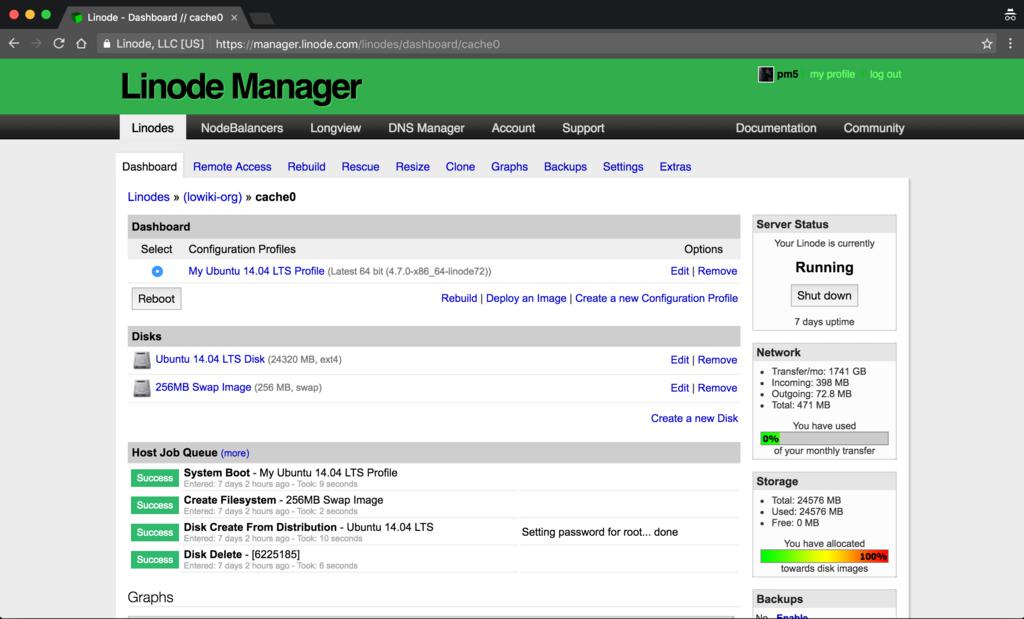 Linode - Dashboard // cache0
Linode, LLC [US] https://manager.linode.com/linodes/dashboard/cache0
Linode Manager
pm5 my profile log out
Linodes NodeBalancers Longview DNS Manager Account Support Documentation Community
Dashboard Remote Access Rebuild Rescue Resize Clone Graphs Backups Settings Extras
Linodes » (lowiki-org) » cache0
Dashboard
Select Configuration Profiles Options
My Ubuntu 14.04 LTS Profile (Latest 64 bit (4.7.0-x86_64-linode72)) Edit | Remove
Reboot Rebuild | Deploy an Image | Create a new Configuration Profile
Disks
Ubuntu 14.04 LTS Disk (24320 MB, ext4) Edit | Remove
256MB Swap Image (256 MB, swap) Edit | Remove
Create a new Disk
Host Job Queue (more)
Success System Boot - My Ubuntu 14.04 LTS Profile
Entered: 7 days 2 hours ago - Took: 9 seconds
Success Create Filesystem - 256MB Swap Image
Entered: 7 days 2 hours ago - Took: 2 seconds
Success Disk Create From Distribution - Ubuntu 14.04 LTS Setting password for root... done
Entered: 7 days 2 hours ago - Took: 10 seconds
Success Disk Delete - [6225185]
Entered: 7 days 2 hours ago - Took: 6 seconds
Graphs
Server Status
Your Linode is currently
Running
Shut down
7 days uptime
Network
Transfer/mo: 1741 GB
Incoming: 398 MB
Outgoing: 72.8 MB
Total: 471 MB
You have used
0%
of your monthly transfer
Storage
Total: 24576 MB
Used: 24576 MB
Free: 0 MB
You have allocated
100%
towards disk images
Backups
No Enable